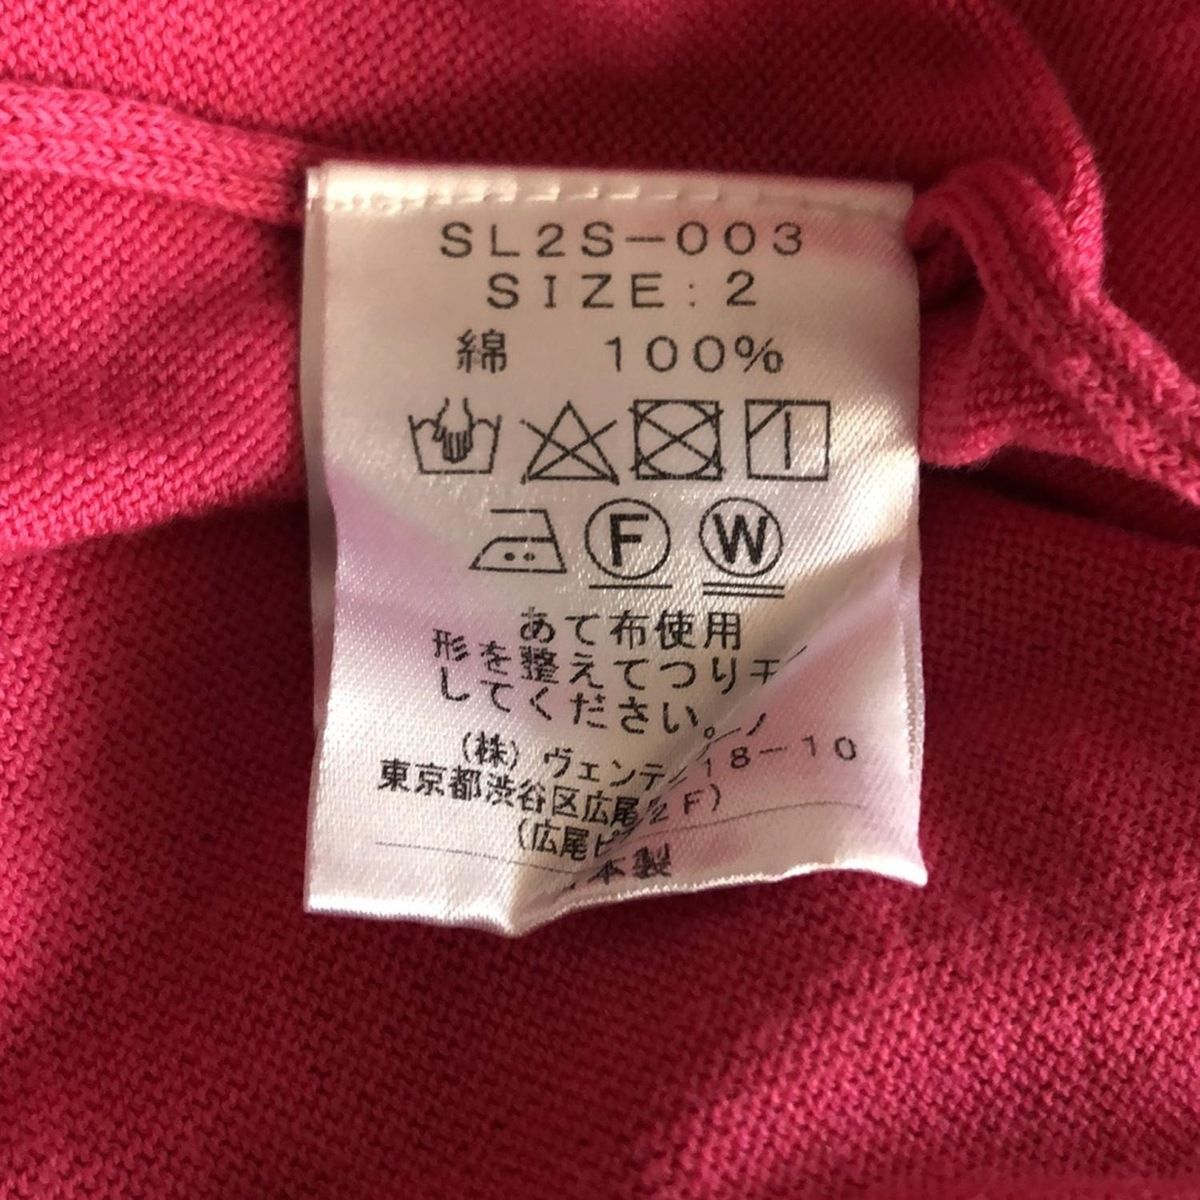 SL2S-003
SIZE:2
綿 100%
F W
あて布使用
形を整えてつり
してください。
(株) ヴェンテ
東京都渋谷区広尾 18-10
(広尾ビ 2F)
本製